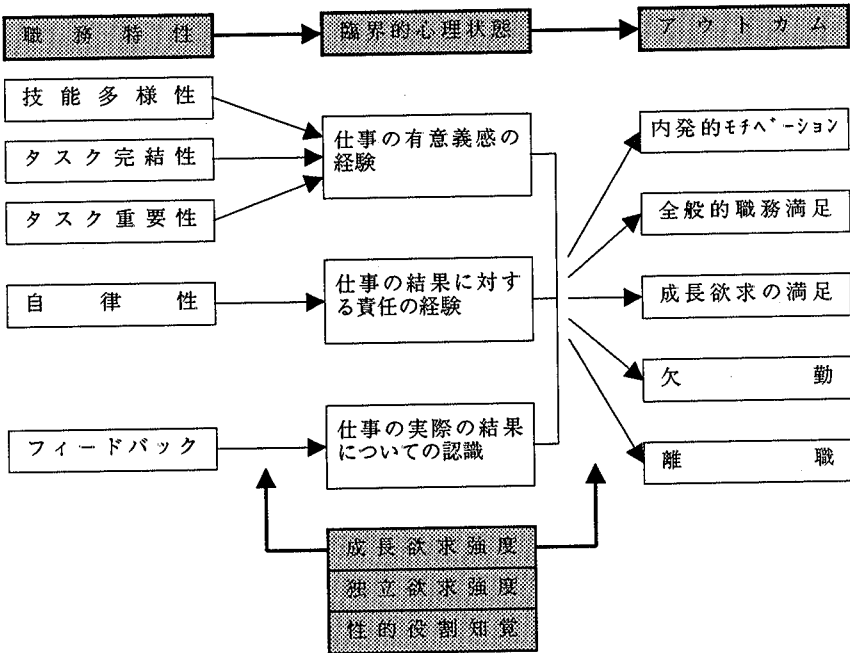 職務特性
臨界的心理状態
アウトカム
技能多様性
タスク完結性
タスク重要性
自律性
フィードバック
仕事の有意義感の
経験
仕事の結果に対す
る責任の経験
仕事の実際の結果
についての認識
内発的モチベーション
全般的職務満足
成長欲求の満足
欠勤
離職
成長欲求強度
独立欲求強度
性的役割知覚